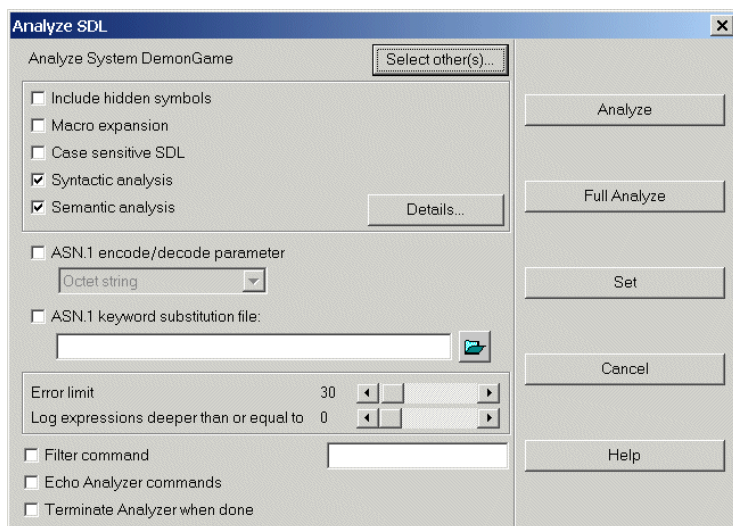 Analyze SDL
Analyze System DemonGame
Select other(s)...
Include hidden symbols
Macro expansion
Case sensitive SDL
Syntactic analysis
Semantic analysis
Details...
ASN.1 encode/decode parameter
Octet string
ASN.1 keyword substitution file:
Error limit 30
Log expressions deeper than or equal to 0
Filter command
Echo Analyzer commands
Terminate Analyzer when done
Analyze
Full Analyze
Set
Cancel
Help